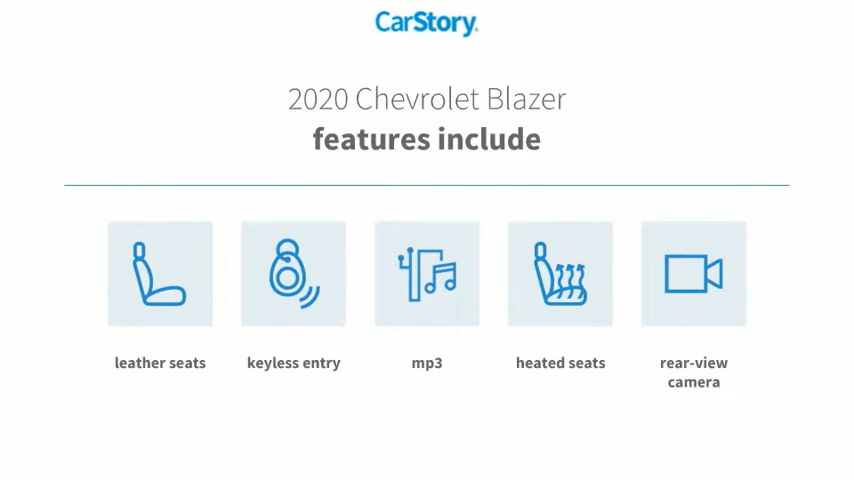 CarStory
2020 Chevrolet Blazer
features include
leather seats
keyless entry
mp3
heated seats
rear-view
camera